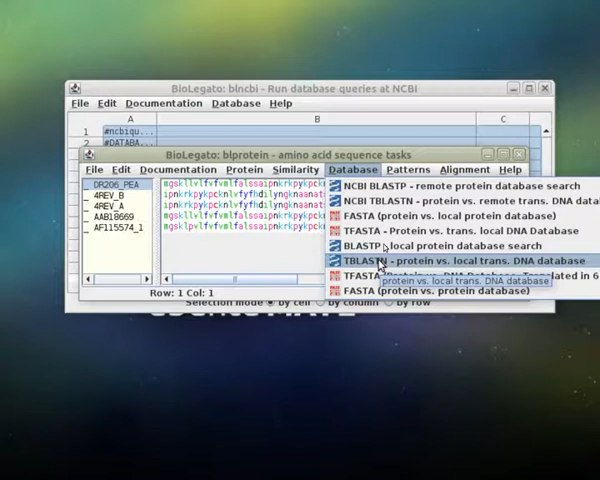 BioLegato: blncbi - Run database queries at NCBI
File Edit Documentation Database Help
A B C
1 #ncbiqu...
2 #DATABA...
BioLegato: blprotein - amino acid sequence tasks
File Edit Documentation Protein Similarity Database Patterns Alignment Help
DR206_PEA
_ 4REV_B
_ 4REV_A
_ AAB18669
_ AF115574_1
NCBI BLASTP - remote protein database search
NCBI TBLASTN - protein vs. remote trans. DNA
FASTA (protein vs. local protein database)
TFASTA - Protein vs. trans. local DNA Database
BLASTP - local protein database search
TBLASTN - protein vs. local trans. DNA database
protein vs. local trans. DNA database
FASTA (protein vs. protein database)
Row: 1 Col: 1
Selection mode by cell by column by row